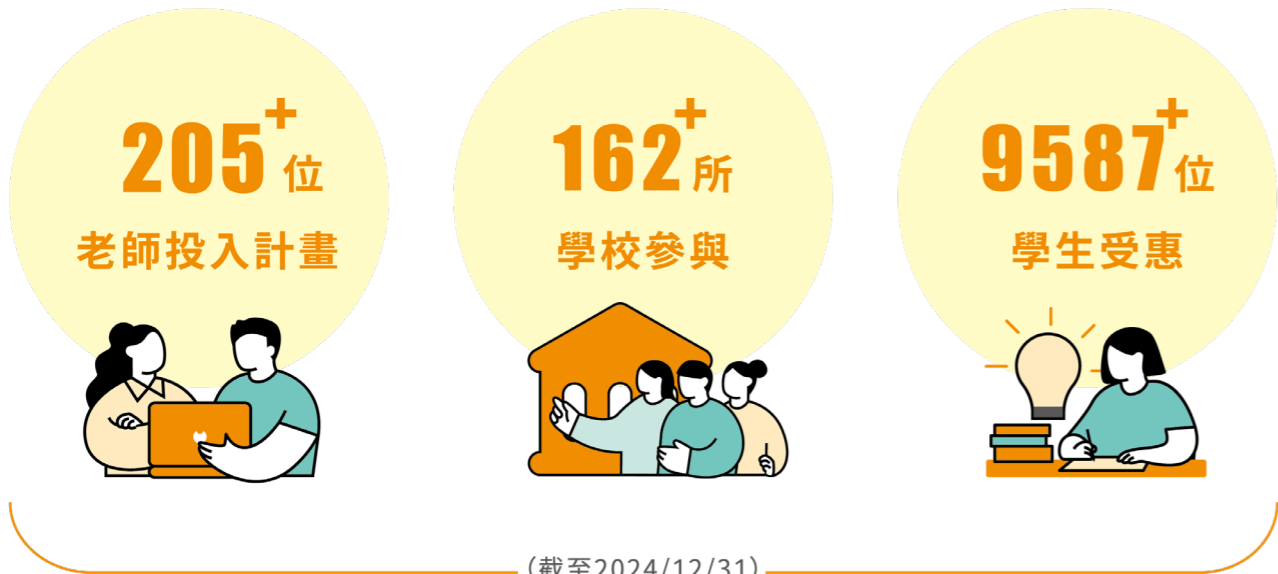 205+位
老師投入計畫
162+所
學校參與
9587+位
學生受惠
（截至2024/12/31）